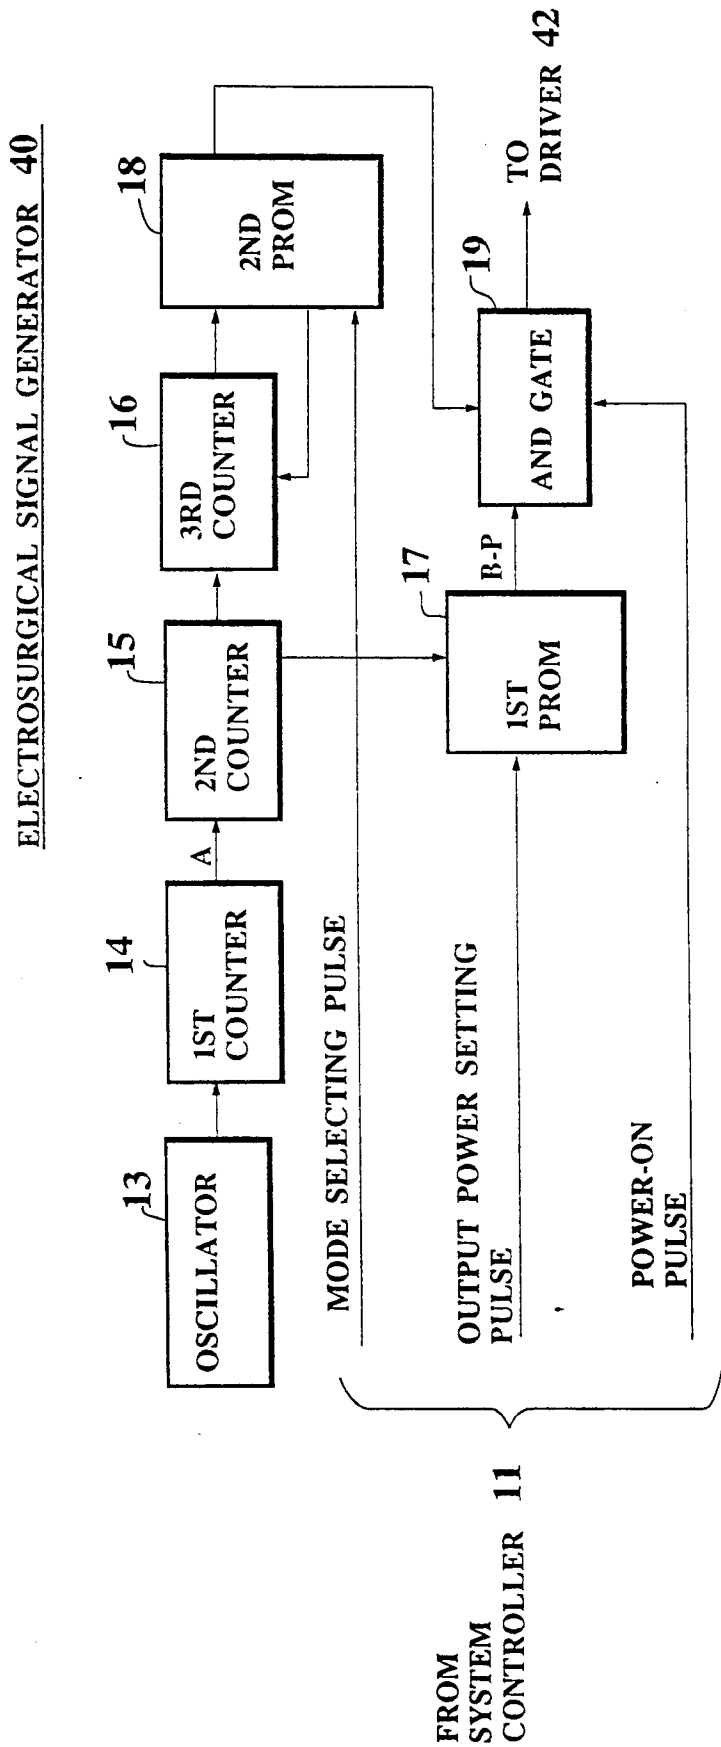 ELECTROSURGICAL SIGNAL GENERATOR 40
13
OSCILLATOR
14
1ST
COUNTER
A
15
2ND
COUNTER
16
3RD
COUNTER
18
2ND
PROM
MODE SELECTING PULSE
17
1ST
PROM
B-P
19
AND GATE
TO
DRIVER 42
OUTPUT POWER SETTING
PULSE
POWER-ON
PULSE
FROM
SYSTEM
CONTROLLER 11